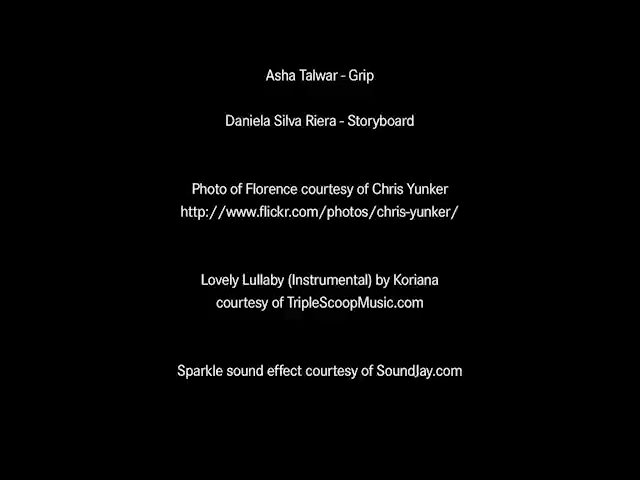 Asha Talwar - Grip
Daniela Silva Riera - Storyboard
Photo of Florence courtesy of Chris Yunker
http://www.flickr.com/photos/chris-yunker/
Lovely Lullaby (Instrumental) by Koriana
courtesy of TripleScoopMusic.com
Sparkle sound effect courtesy of SoundJay.com